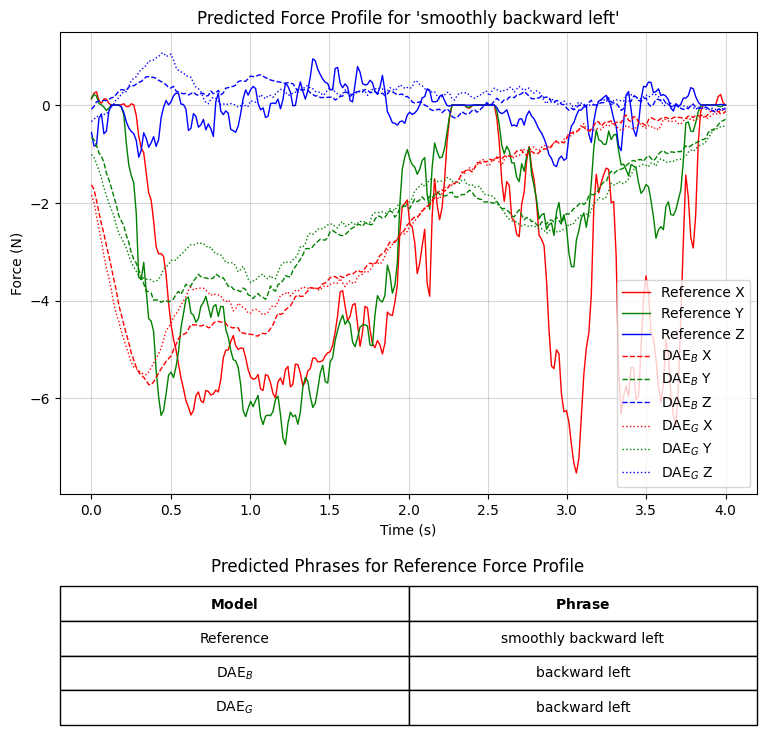 Predicted Force Profile for 'smoothly backward left'
Force (N)
0
−2
−4
−6
Reference X
Reference Y
Reference Z
DAE_B X
DAE_B Y
DAE_B Z
DAE_G X
DAE_G Y
DAE_G Z
0.0 0.5 1.0 1.5 2.0 2.5 3.0 3.5 4.0
Time (s)
Predicted Phrases for Reference Force Profile
Model Phrase
Reference smoothly backward left
DAE_B backward left
DAE_G backward left